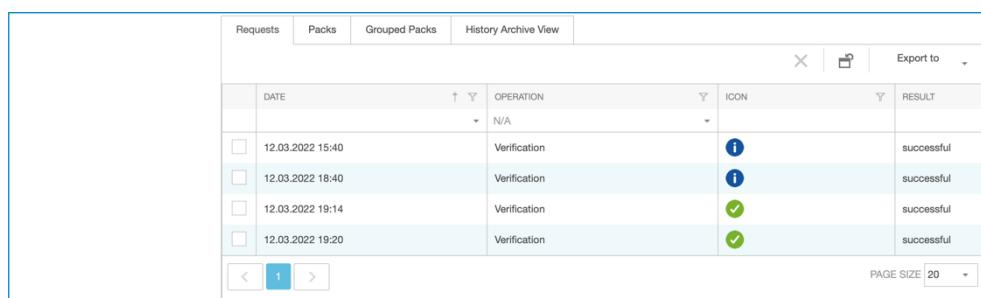 Requests Packs Grouped Packs History Archive View
Export to
DATE OPERATION ICON RESULT
N/A
12.03.2022 15:40 Verification successful
12.03.2022 18:40 Verification successful
12.03.2022 19:14 Verification successful
12.03.2022 19:20 Verification successful
1 PAGE SIZE 20